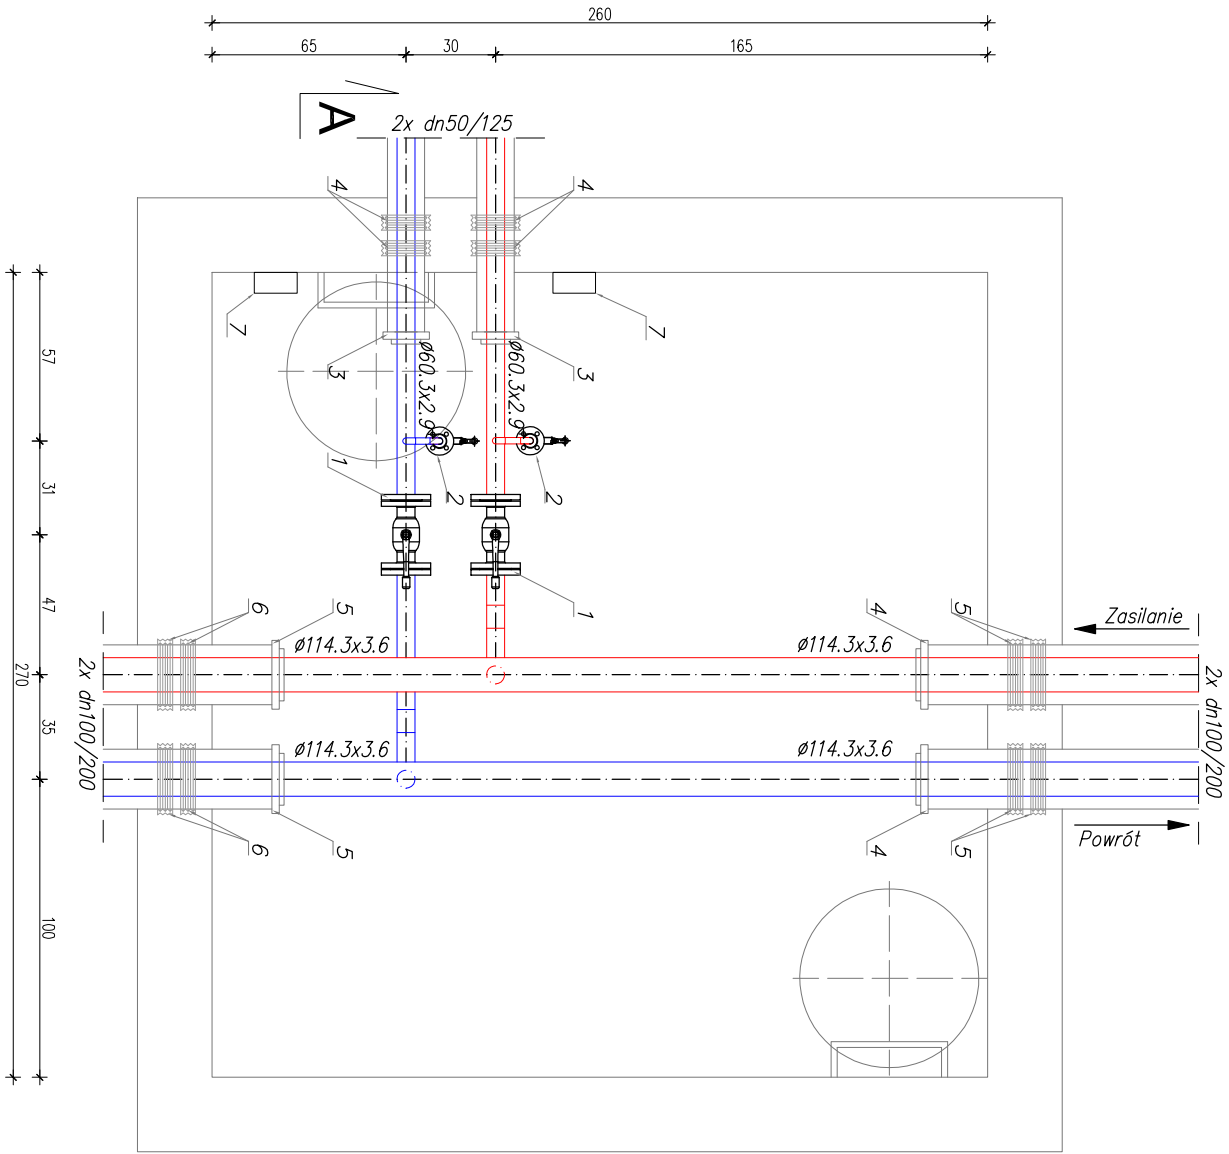 260
65 30 165
A
2x dn50/125
4 4
7 7
3 3
ø60.3x2.9 ø60.3x2.9
57
1 2 2
31
1
47
6 5 4 5
Zasilanie
ø114.3x3.6 ø114.3x3.6
2x dn100/200 2x dn100/200
270
35
ø114.3x3.6 ø114.3x3.6
Powrót
6 5 4 5
100